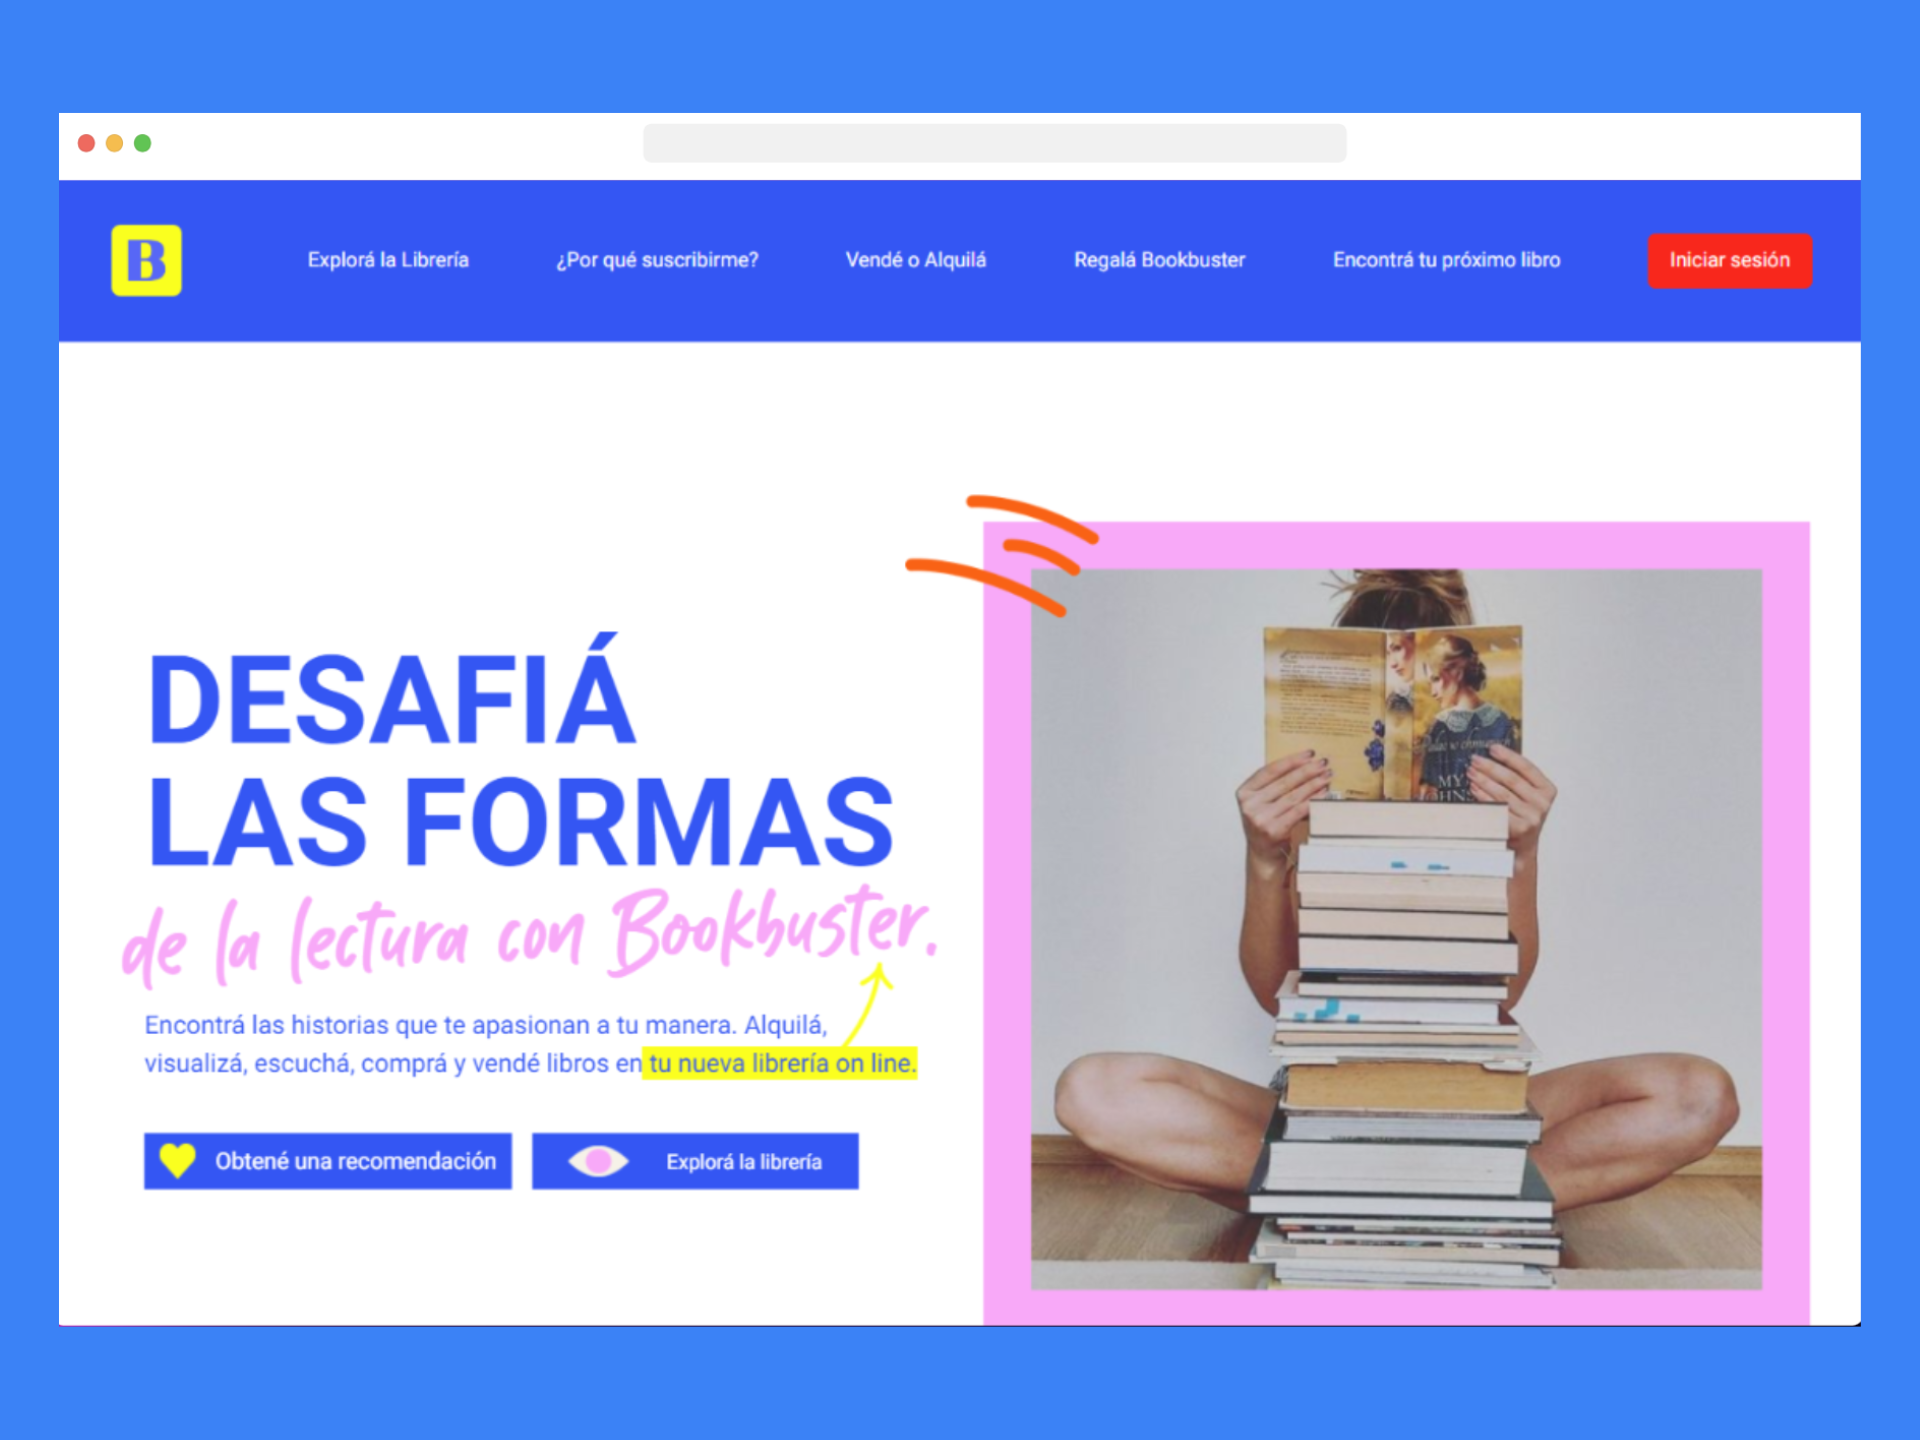 B
Explorá la Librería
¿Por qué suscribirme?
Vendé o Alquilá
Regalá Bookbuster
Encontrá tu próximo libro
Iniciar sesión
DESAFIÁ
LAS FORMAS
de la lectura con Bookbuster.
Encontrá las historias que te apasionan a tu manera. Alquilá,
visualizá, escuchá, comprá y vendé libros en tu nueva librería on line.
Obtené una recomendación
Explorá la librería
MY